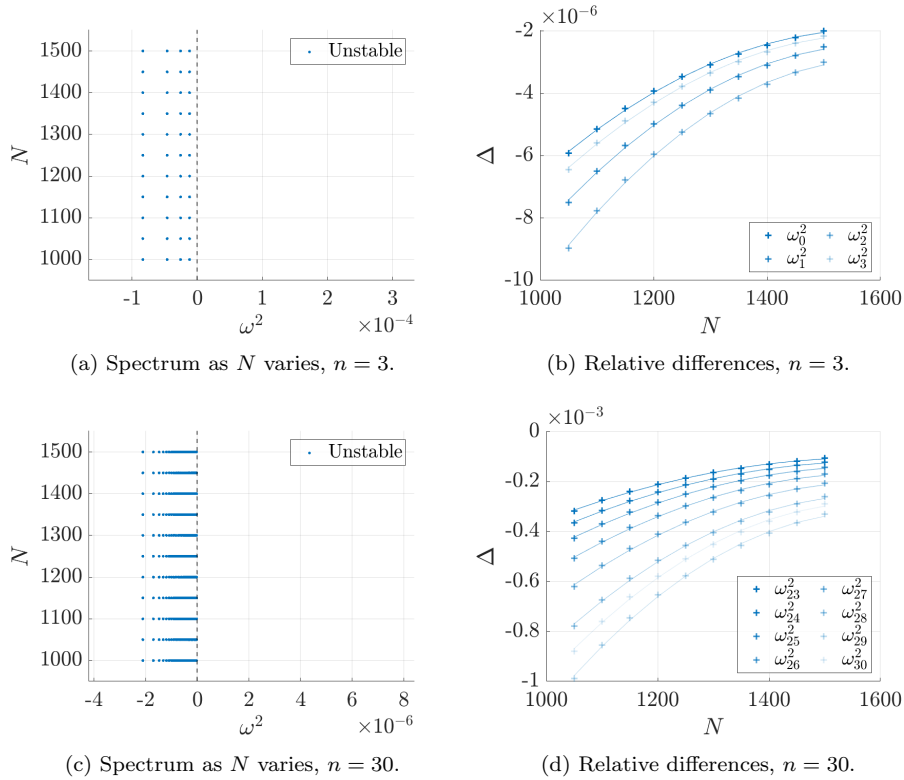 N
1500
1400
1300
1200
1100
1000
Unstable
-1 0 1 2 3
ω² ×10⁻⁴
(a) Spectrum as N varies, n = 3.
×10⁻⁶
Δ
-2
-4
-6
-8
-10
ω₀² ω₂²
ω₁² ω₃²
1000 1200 1400 1600
N
(b) Relative differences, n = 3.
N
1500
1400
1300
1200
1100
1000
Unstable
-4 -2 0 2 4 6 8
ω² ×10⁻⁶
(c) Spectrum as N varies, n = 30.
×10⁻³
Δ
0
-0.2
-0.4
-0.6
-0.8
-1
ω₂₃² ω₂₇²
ω₂₄² ω₂₈²
ω₂₅² ω₂₉²
ω₂₆² ω₃₀²
1000 1200 1400 1600
N
(d) Relative differences, n = 30.